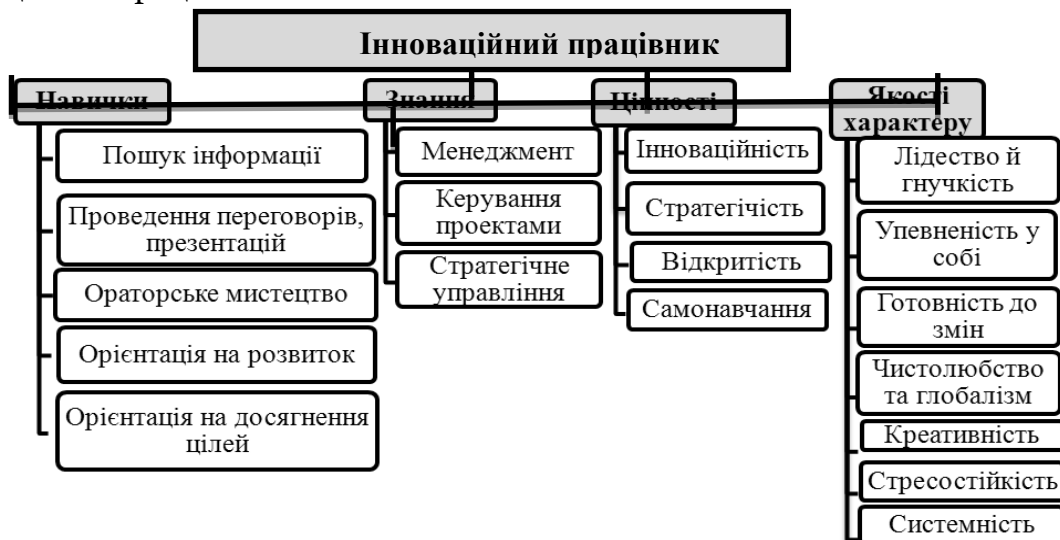 Інноваційний працівник
Навички
Пошук інформації
Проведення переговорів,
презентацій
Ораторське мистецтво
Орієнтація на розвиток
Орієнтація на досягнення
цілей
Знання
Менеджмент
Керування
проектами
Стратегічне
управління
Цінності
Інноваційність
Стратегічість
Відкритість
Самонавчання
Якості
характеру
Лідество й
гнучкість
Упевненість у
собі
Готовність до
змін
Чистолюбство
та глобалізм
Креативність
Стресостійкість
Системність